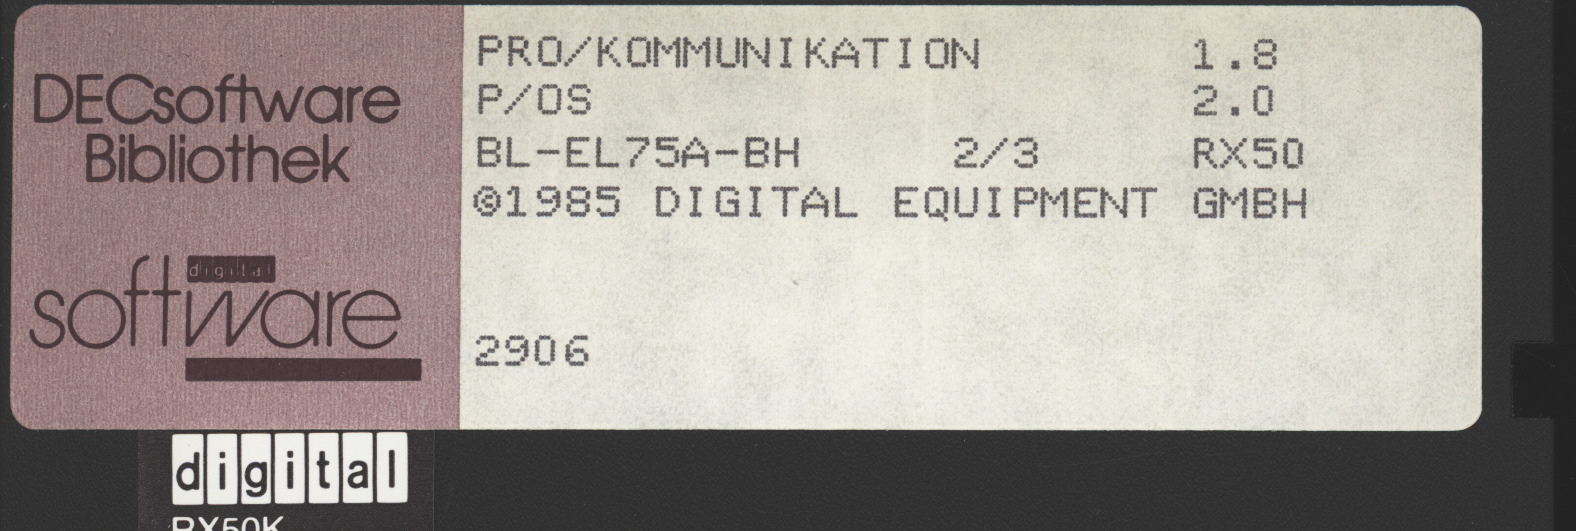 DECsoftware
Bibliothek
digital
software
PRO/KOMMUNIKATION 1.8
P/OS 2.0
BL-EL75A-BH 2/3 RX50
©1985 DIGITAL EQUIPMENT GMBH
2906
digital
RX50K